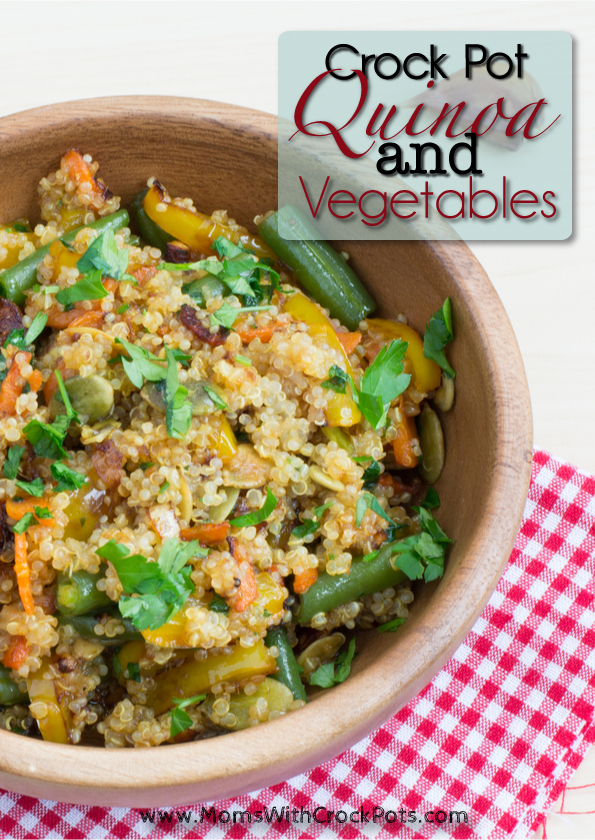 Crock Pot
Quinoa
and
Vegetables
www.MomsWithCrockPots.com